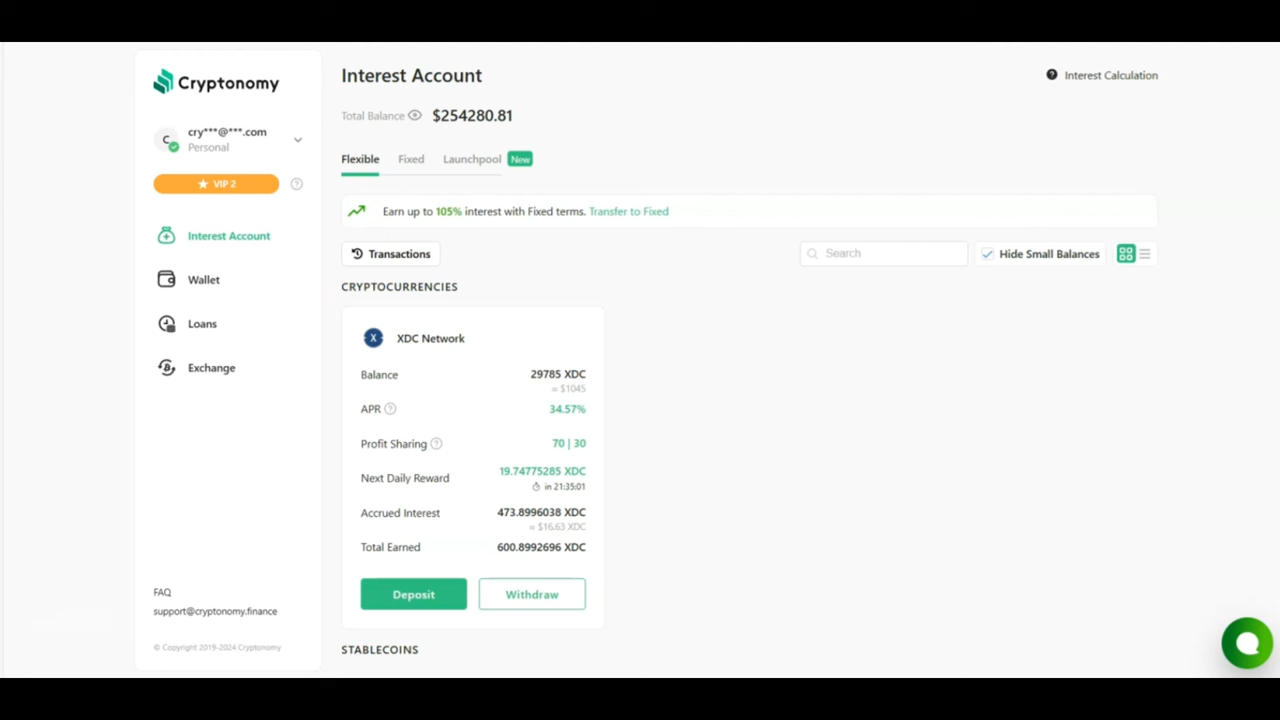 Cryptonomy
C
cry***@***.com
Personal
VIP 2
Interest Account
Wallet
Loans
Exchange
FAQ
support@cryptonomy.finance
© Copyright 2019-2024 Cryptonomy
Interest Account
Interest Calculation
Total Balance $254280.81
Flexible Fixed Launchpool New
Earn up to 105% interest with Fixed terms. Transfer to Fixed
Transactions
Search
Hide Small Balances
CRYPTOCURRENCIES
X XDC Network
Balance 29785 XDC
≈ $1045
APR 34.57%
Profit Sharing 70 | 30
Next Daily Reward 19.74775285 XDC
in 21:35:01
Accrued Interest 473.8996038 XDC
≈ $16.63 XDC
Total Earned 600.8992696 XDC
Deposit Withdraw
STABLECOINS